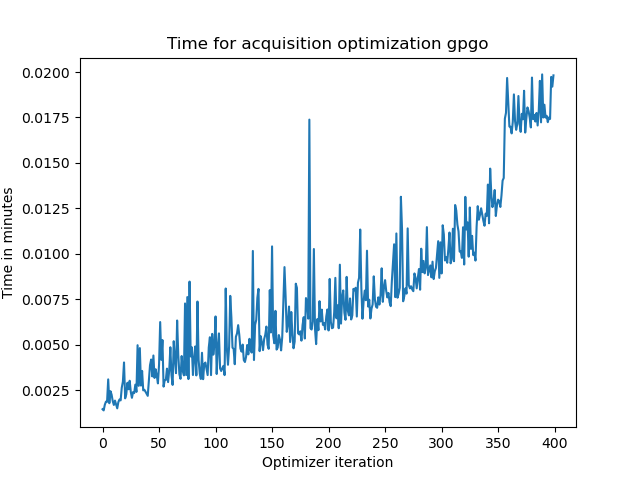 Time for acquisition optimization gpgo
0.0200
0.0175
0.0150
0.0125
0.0100
0.0075
0.0050
0.0025
Time in minutes
0 50 100 150 200 250 300 350 400
Optimizer iteration